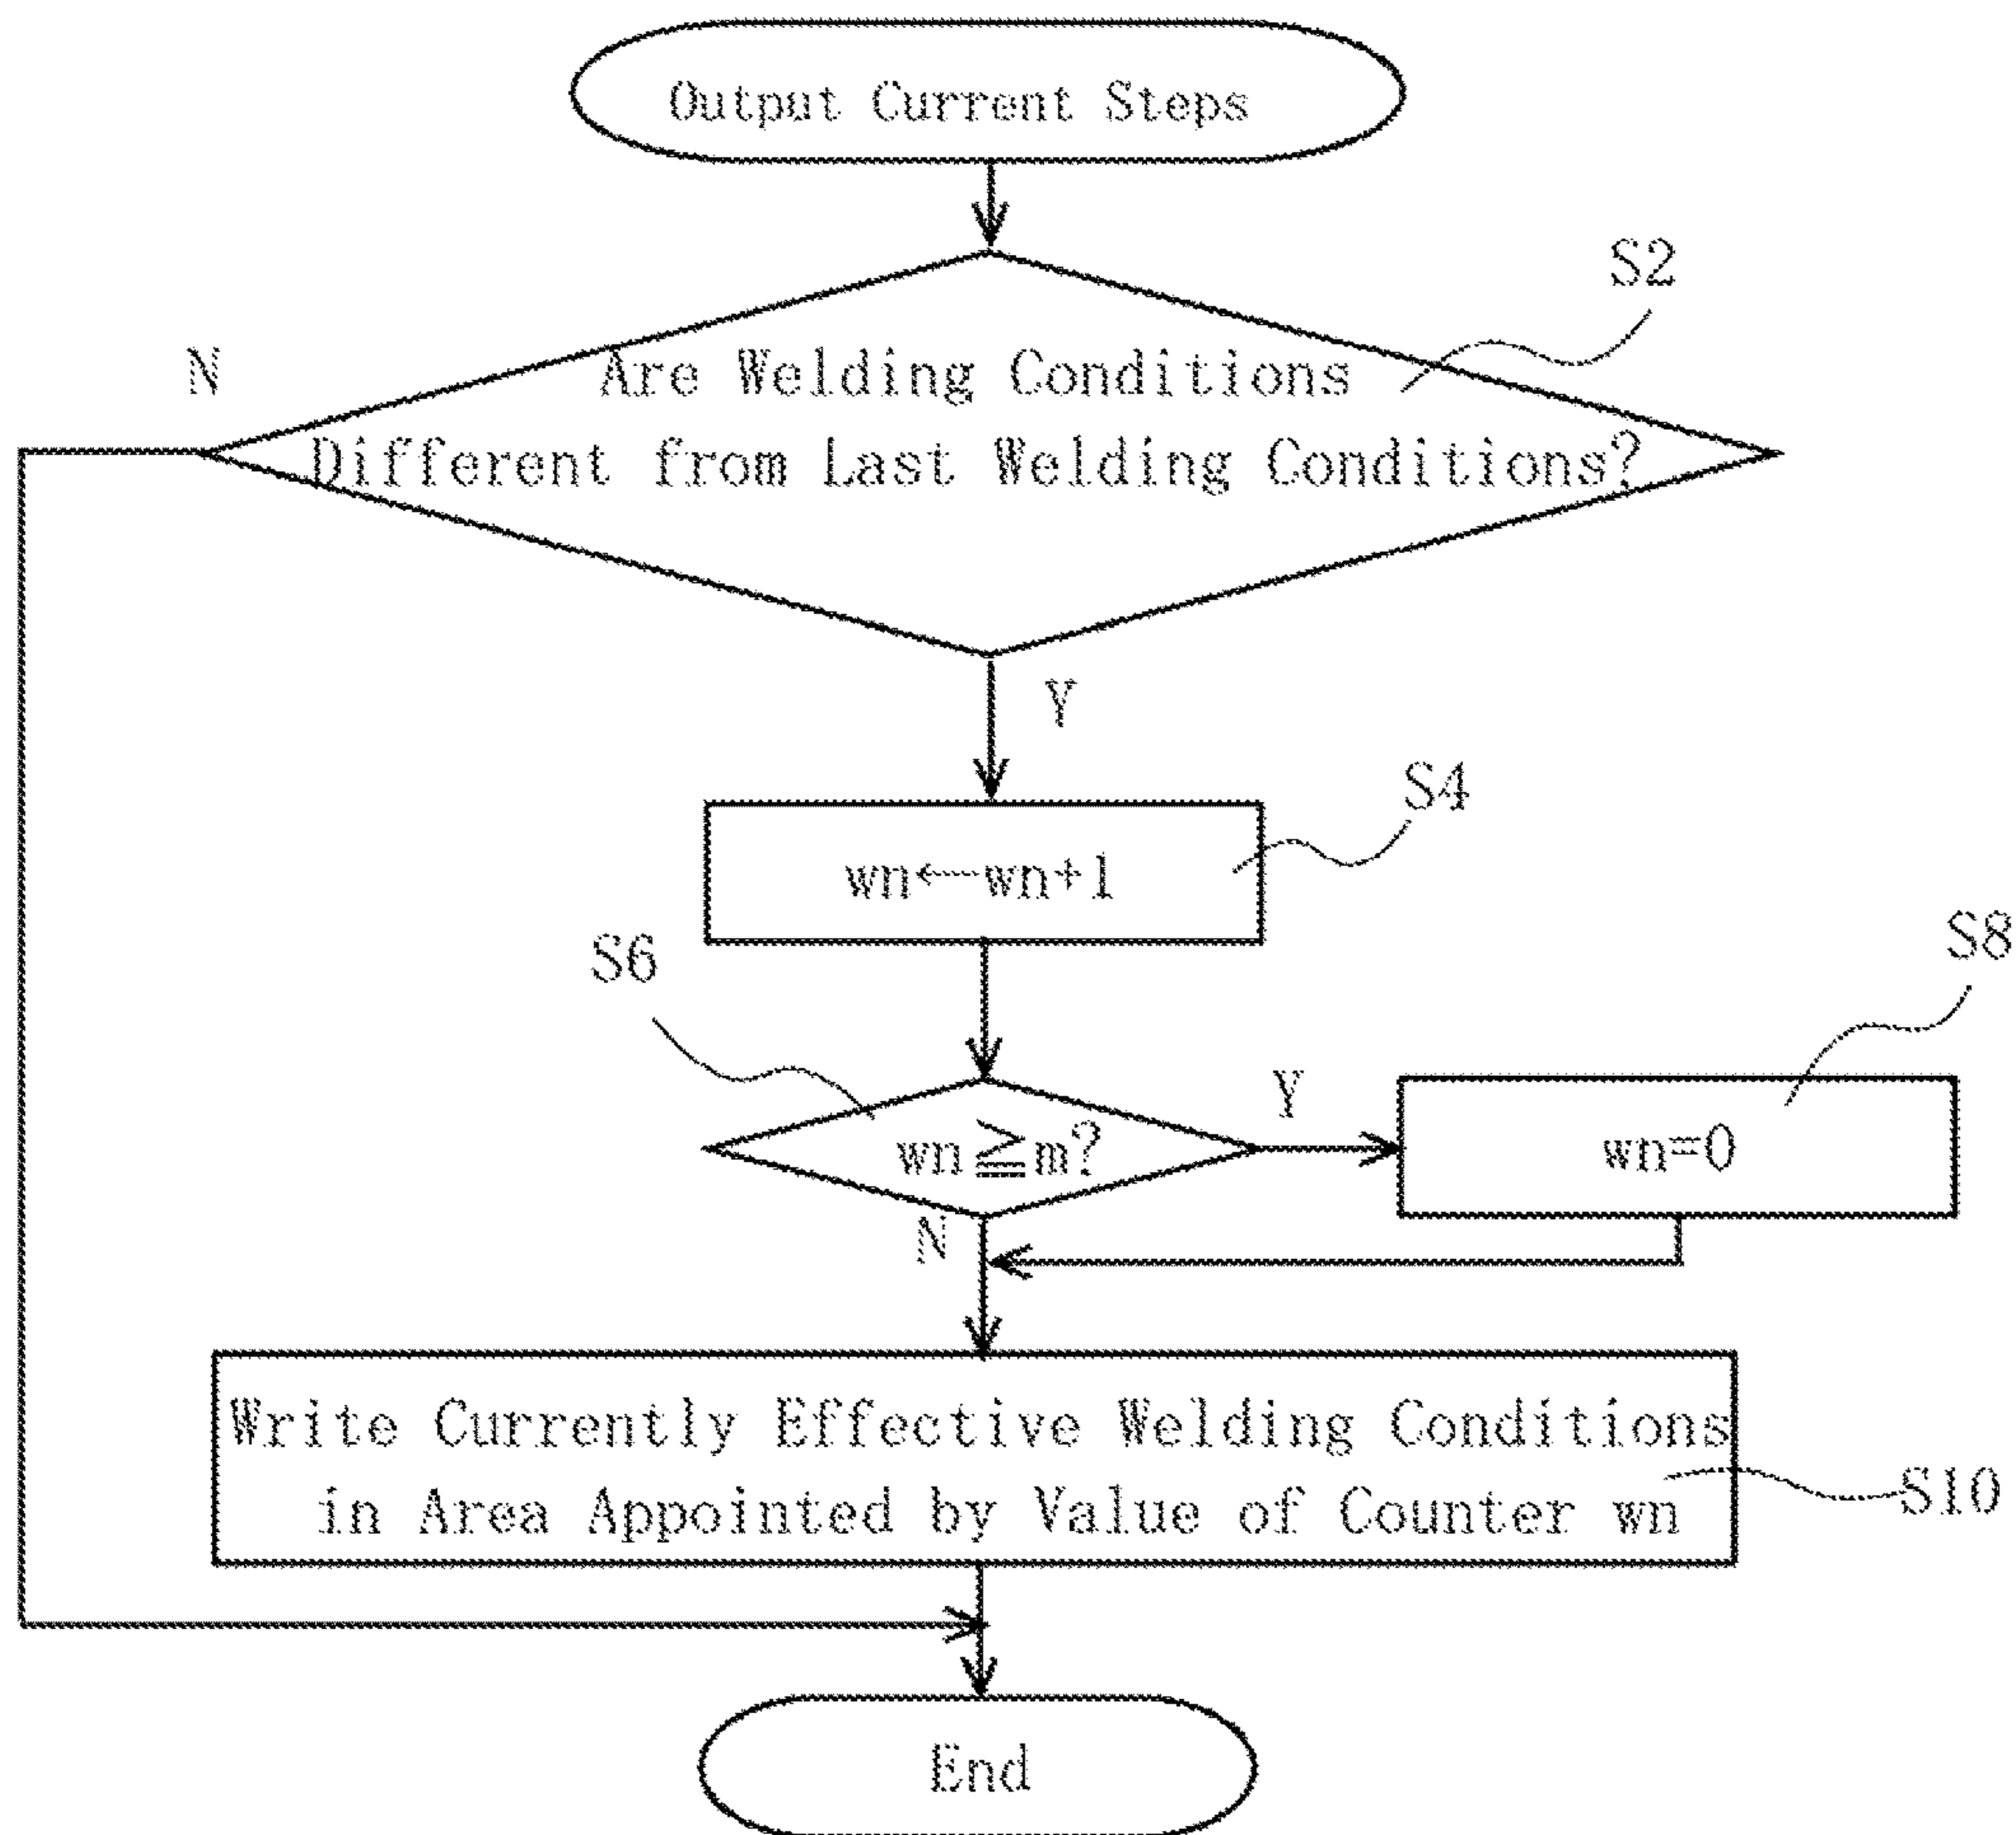 Output Current Steps
S2
N
Are Welding Conditions
Different from Last Welding Conditions?
Y
S4
wn←wn+1
S6
S8
wn≧m?
Y
wn=0
N
Write Currently Effective Welding Conditions
in Area Appointed by Value of Counter wn
S10
End